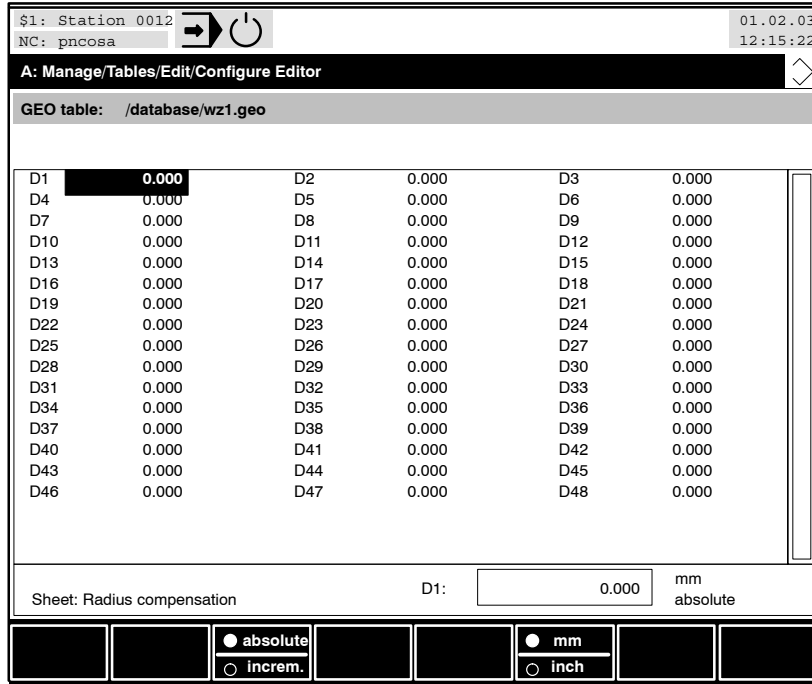 $1: Station 0012
NC: pncosa
01.02.03
12:15:22
A: Manage/Tables/Edit/Configure Editor
GEO table: /database/wz1.geo
D1 0.000 D2 0.000 D3 0.000
D4 0.000 D5 0.000 D6 0.000
D7 0.000 D8 0.000 D9 0.000
D10 0.000 D11 0.000 D12 0.000
D13 0.000 D14 0.000 D15 0.000
D16 0.000 D17 0.000 D18 0.000
D19 0.000 D20 0.000 D21 0.000
D22 0.000 D23 0.000 D24 0.000
D25 0.000 D26 0.000 D27 0.000
D28 0.000 D29 0.000 D30 0.000
D31 0.000 D32 0.000 D33 0.000
D34 0.000 D35 0.000 D36 0.000
D37 0.000 D38 0.000 D39 0.000
D40 0.000 D41 0.000 D42 0.000
D43 0.000 D44 0.000 D45 0.000
D46 0.000 D47 0.000 D48 0.000
Sheet: Radius compensation
D1: 0.000 mm
absolute
absolute mm
increm. inch